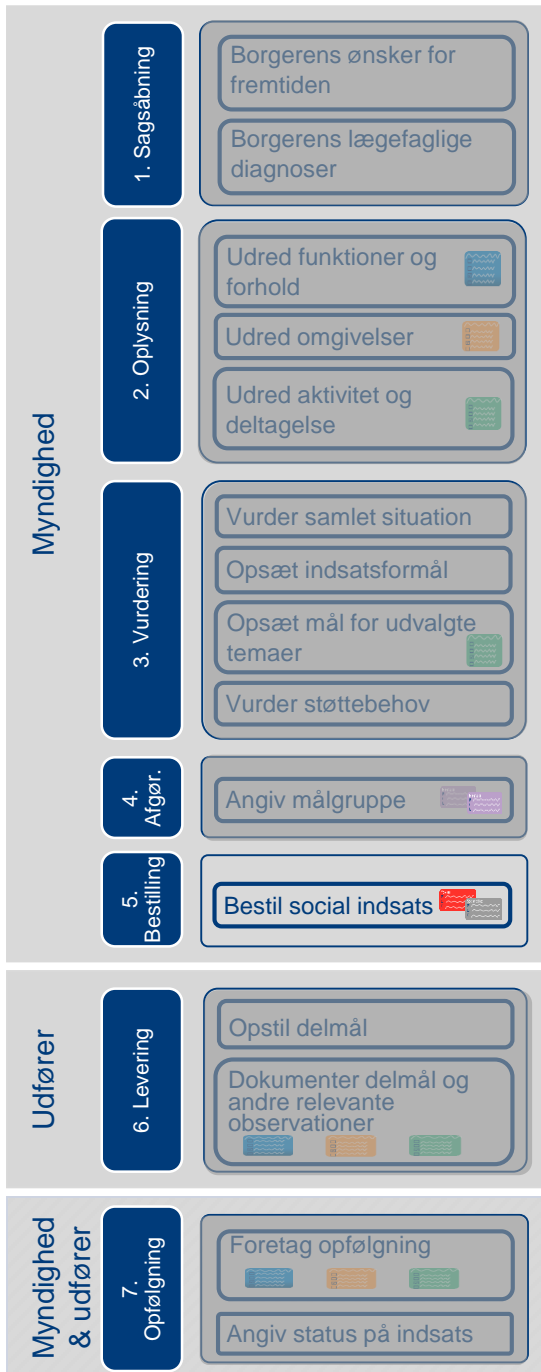 Myndighed
1. Sagsåbning
Borgerens ønsker for
fremtiden
Borgerens lægefaglige
diagnoser
2. Oplysning
Udred funktioner og
forhold
Udred omgivelser
Udred aktivitet og
deltagelse
3. Vurdering
Vurder samlet situation
Opsæt indsatsformål
Opsæt mål for udvalgte
temaer
Vurder støttebehov
4.
Afgør.
Angiv målgruppe
5.
Bestilling
Bestil social indsats
Udfører
6. Levering
Opstil delmål
Dokumenter delmål og
andre relevante
observationer
Myndighed
& udfører
7.
Opfølgning
Foretag opfølgning
Angiv status på indsats